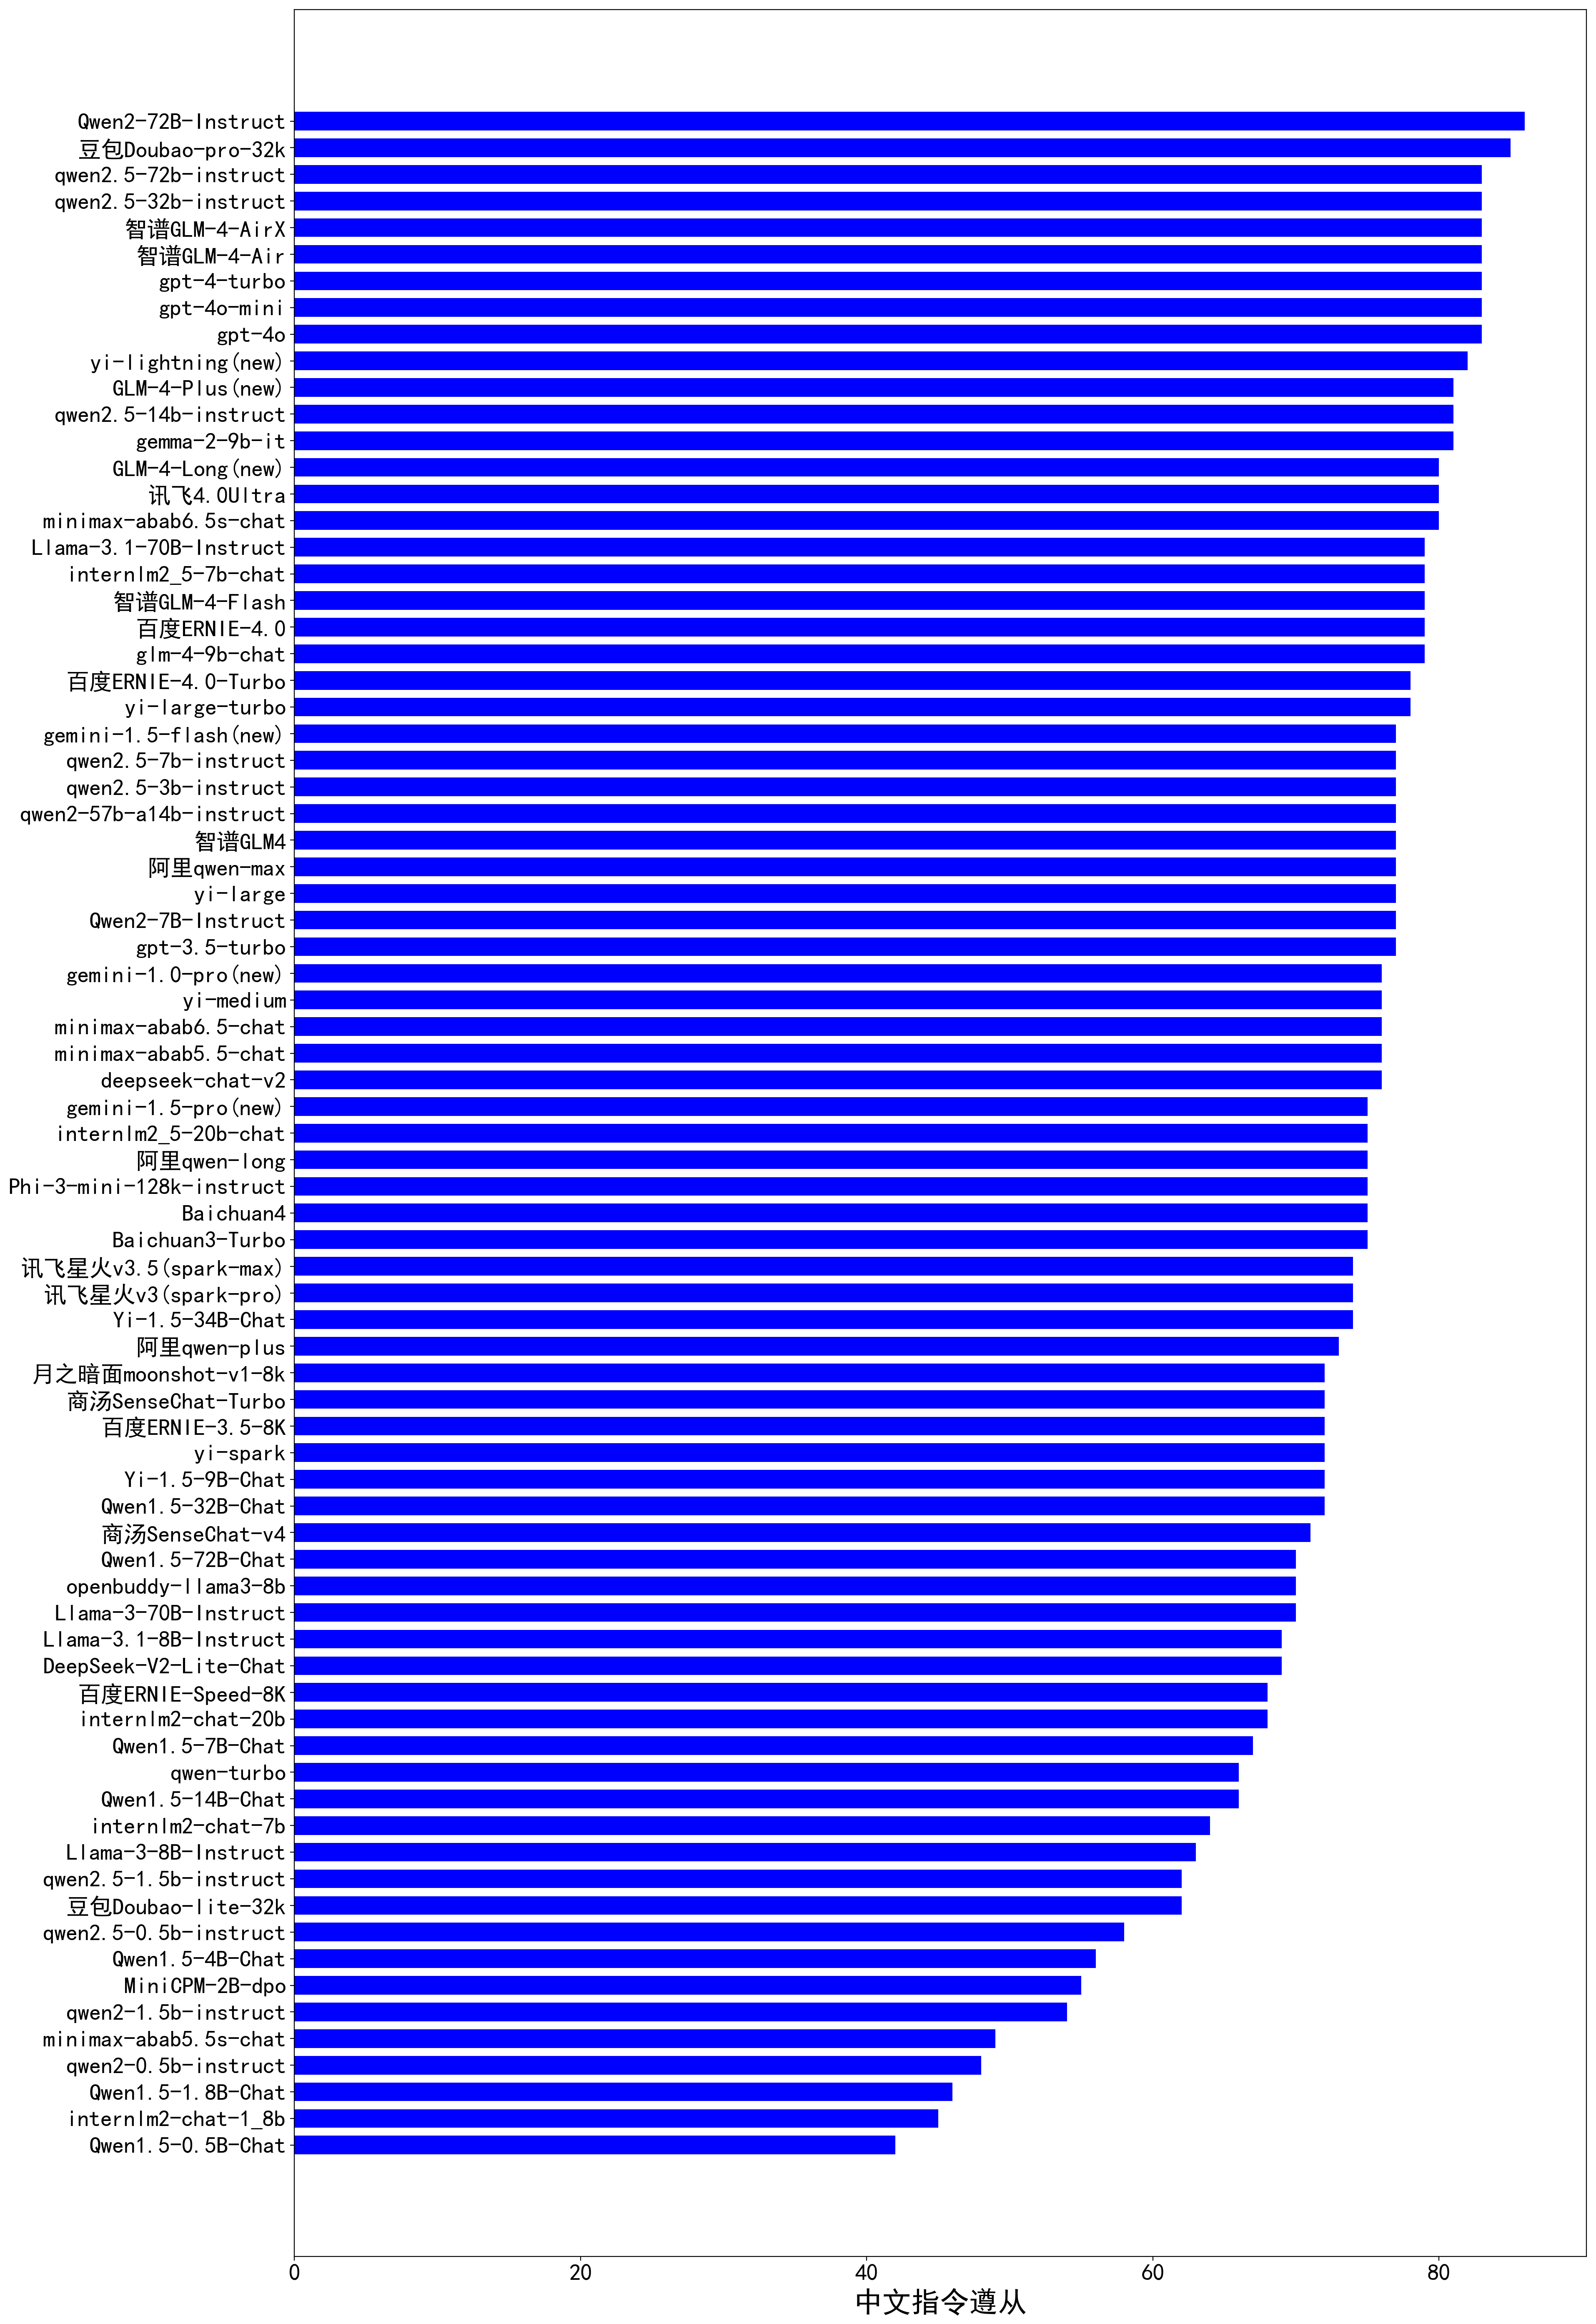 Qwen2-72B-Instruct
豆包Doubao-pro-32k
qwen2.5-72b-instruct
qwen2.5-32b-instruct
智谱GLM-4-AirX
智谱GLM-4-Air
gpt-4-turbo
gpt-4o-mini
gpt-4o
yi-lightning(new)
GLM-4-Plus(new)
qwen2.5-14b-instruct
gemma-2-9b-it
GLM-4-Long(new)
讯飞4.0Ultra
minimax-abab6.5s-chat
Llama-3.1-70B-Instruct
internlm2_5-7b-chat
智谱GLM-4-Flash
百度ERNIE-4.0
glm-4-9b-chat
百度ERNIE-4.0-Turbo
yi-large-turbo
gemini-1.5-flash(new)
qwen2.5-7b-instruct
qwen2.5-3b-instruct
qwen2-57b-a14b-instruct
智谱GLM4
阿里qwen-max
yi-large
Qwen2-7B-Instruct
gpt-3.5-turbo
gemini-1.0-pro(new)
yi-medium
minimax-abab6.5-chat
minimax-abab5.5-chat
deepseek-chat-v2
gemini-1.5-pro(new)
internlm2_5-20b-chat
阿里qwen-long
Phi-3-mini-128k-instruct
Baichuan4
Baichuan3-Turbo
讯飞星火v3.5(spark-max)
讯飞星火v3(spark-pro)
Yi-1.5-34B-Chat
阿里qwen-plus
月之暗面moonshot-v1-8k
商汤SenseChat-Turbo
百度ERNIE-3.5-8K
yi-spark
Yi-1.5-9B-Chat
Qwen1.5-32B-Chat
商汤SenseChat-v4
Qwen1.5-72B-Chat
openbuddy-llama3-8b
Llama-3-70B-Instruct
Llama-3.1-8B-Instruct
DeepSeek-V2-Lite-Chat
百度ERNIE-Speed-8K
internlm2-chat-20b
Qwen1.5-7B-Chat
qwen-turbo
Qwen1.5-14B-Chat
internlm2-chat-7b
Llama-3-8B-Instruct
qwen2.5-1.5b-instruct
豆包Doubao-lite-32k
qwen2.5-0.5b-instruct
Qwen1.5-4B-Chat
MiniCPM-2B-dpo
qwen2-1.5b-instruct
minimax-abab5.5s-chat
qwen2-0.5b-instruct
Qwen1.5-1.8B-Chat
internlm2-chat-1_8b
Qwen1.5-0.5B-Chat
0 20 40 60 80
中文指令遵从